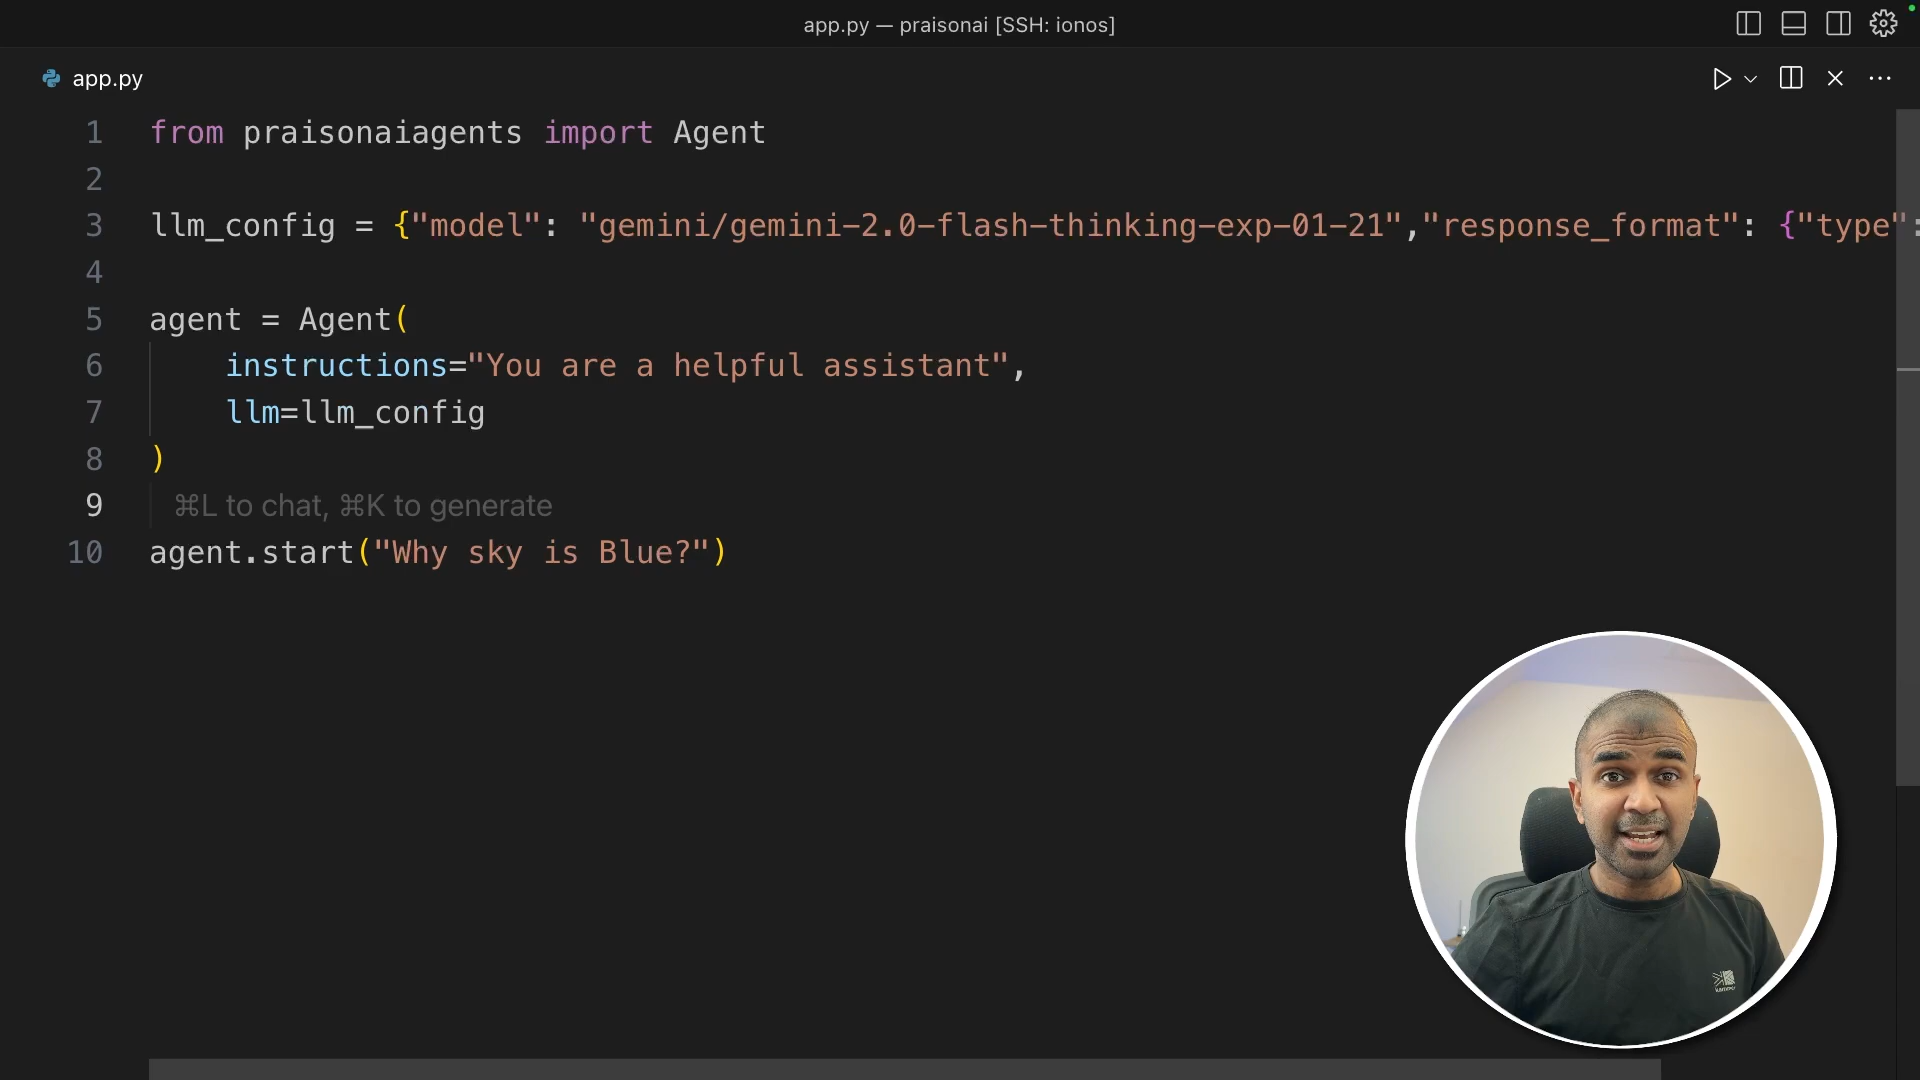 app.py — praisonai [SSH: ionos]
app.py
1 from praisonaiagents import Agent
2
3 llm_config = {"model": "gemini/gemini-2.0-flash-thinking-exp-01-21","response_format": {"type":
4
5 agent = Agent(
6 instructions="You are a helpful assistant",
7 llm=llm_config
8 )
9 ⌘L to chat, ⌘K to generate
10 agent.start("Why sky is Blue?")